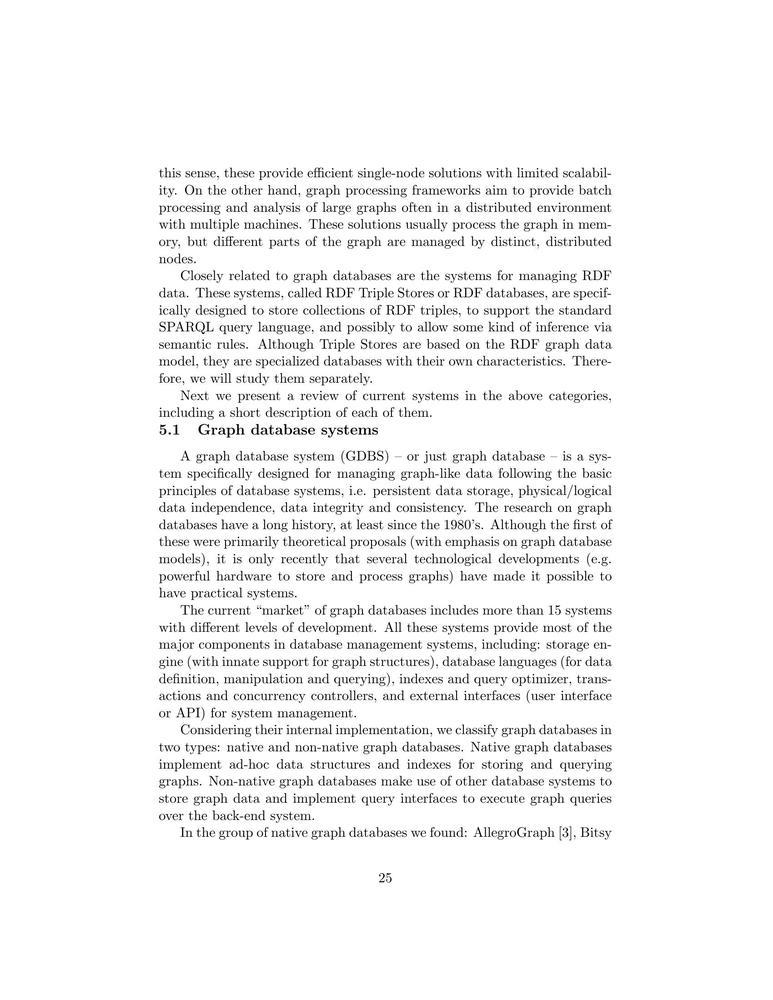 this sense, these provide efficient single-node solutions with limited scalabil-
ity. On the other hand, graph processing frameworks aim to provide batch
processing and analysis of large graphs often in a distributed environment
with multiple machines. These solutions usually process the graph in mem-
ory, but different parts of the graph are managed by distinct, distributed
nodes.
Closely related to graph databases are the systems for managing RDF
data. These systems, called RDF Triple Stores or RDF databases, are specif-
ically designed to store collections of RDF triples, to support the standard
SPARQL query language, and possibly to allow some kind of inference via
semantic rules. Although Triple Stores are based on the RDF graph data
model, they are specialized databases with their own characteristics. There-
fore, we will study them separately.
Next we present a review of current systems in the above categories,
including a short description of each of them.
5.1 Graph database systems
A graph database system (GDBS) – or just graph database – is a sys-
tem specifically designed for managing graph-like data following the basic
principles of database systems, i.e. persistent data storage, physical/logical
data independence, data integrity and consistency. The research on graph
databases have a long history, at least since the 1980's. Although the first of
these were primarily theoretical proposals (with emphasis on graph database
models), it is only recently that several technological developments (e.g.
powerful hardware to store and process graphs) have made it possible to
have practical systems.
The current “market” of graph databases includes more than 15 systems
with different levels of development. All these systems provide most of the
major components in database management systems, including: storage en-
gine (with innate support for graph structures), database languages (for data
definition, manipulation and querying), indexes and query optimizer, trans-
actions and concurrency controllers, and external interfaces (user interface
or API) for system management.
Considering their internal implementation, we classify graph databases in
two types: native and non-native graph databases. Native graph databases
implement ad-hoc data structures and indexes for storing and querying
graphs. Non-native graph databases make use of other database systems to
store graph data and implement query interfaces to execute graph queries
over the back-end system.
In the group of native graph databases we found: AllegroGraph [3], Bitsy
25